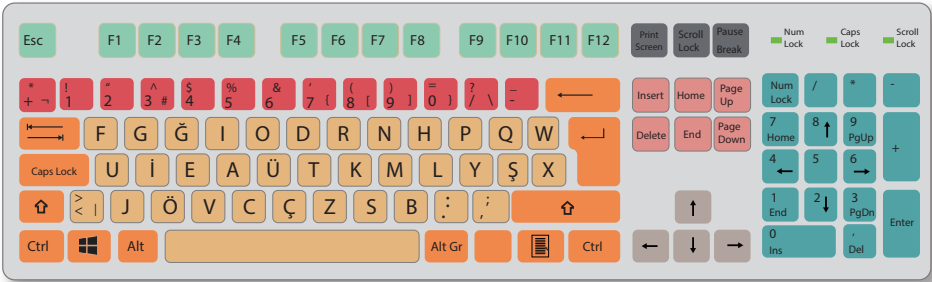 Esc F1 F2 F3 F4 F5 F6 F7 F8 F9 F10 F11 F12 Print Screen Scroll Lock Pause Break Num Lock Caps Lock Scroll Lock
* + ¬ ! 1 " 2 ^ 3 # $ 4 % 5 & 6 ' 7 { ( 8 [ ) 9 ] = 0 } ? / \ _ - Insert Home Page Up Num Lock / * -
F G Ğ I O D R N H P Q W Delete End Page Down 7 Home 8 9 PgUp +
Caps Lock U İ E A Ü T K M L Y Ş X 4 5 6
> < | J Ö V C Ç Z S B : . ; , 1 End 2 3 PgDn Enter
Ctrl Alt Alt Gr Ctrl 0 Ins , Del